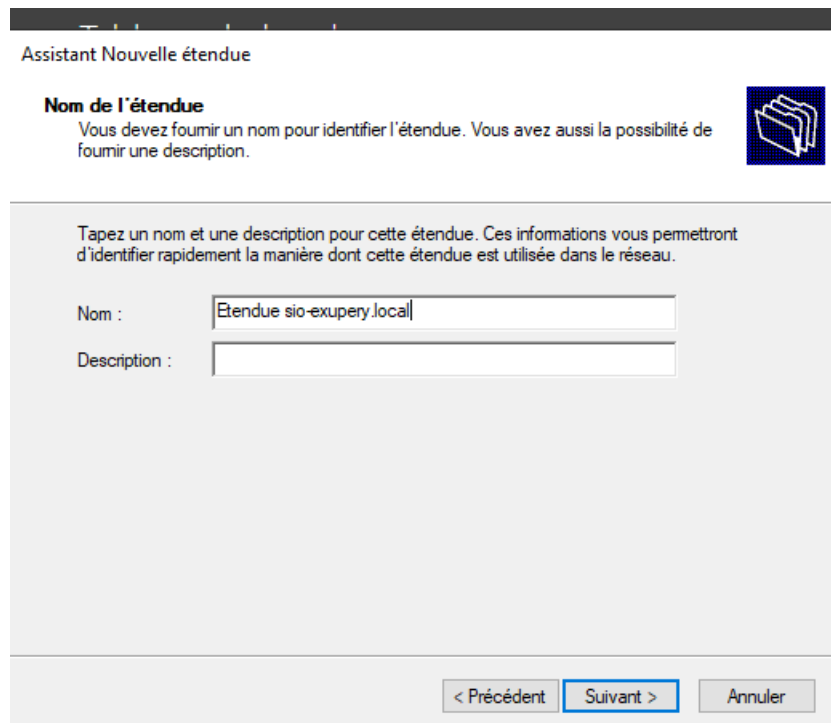 Assistant Nouvelle étendue
Nom de l'étendue
Vous devez fournir un nom pour identifier l'étendue. Vous avez aussi la possibilité de
fournir une description.
Tapez un nom et une description pour cette étendue. Ces informations vous permettront
d'identifier rapidement la manière dont cette étendue est utilisée dans le réseau.
Nom :
Etendue sio-exupery.local
Description :
< Précédent
Suivant >
Annuler